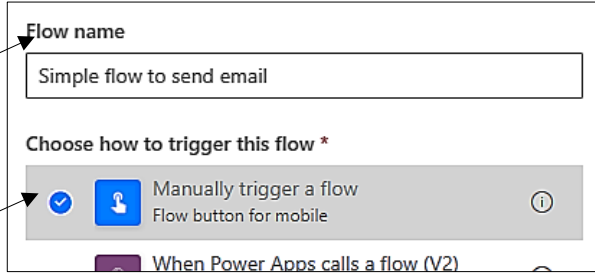 Flow name
Simple flow to send email
Choose how to trigger this flow *
Manually trigger a flow
Flow button for mobile
When Power Apps calls a flow (V2)